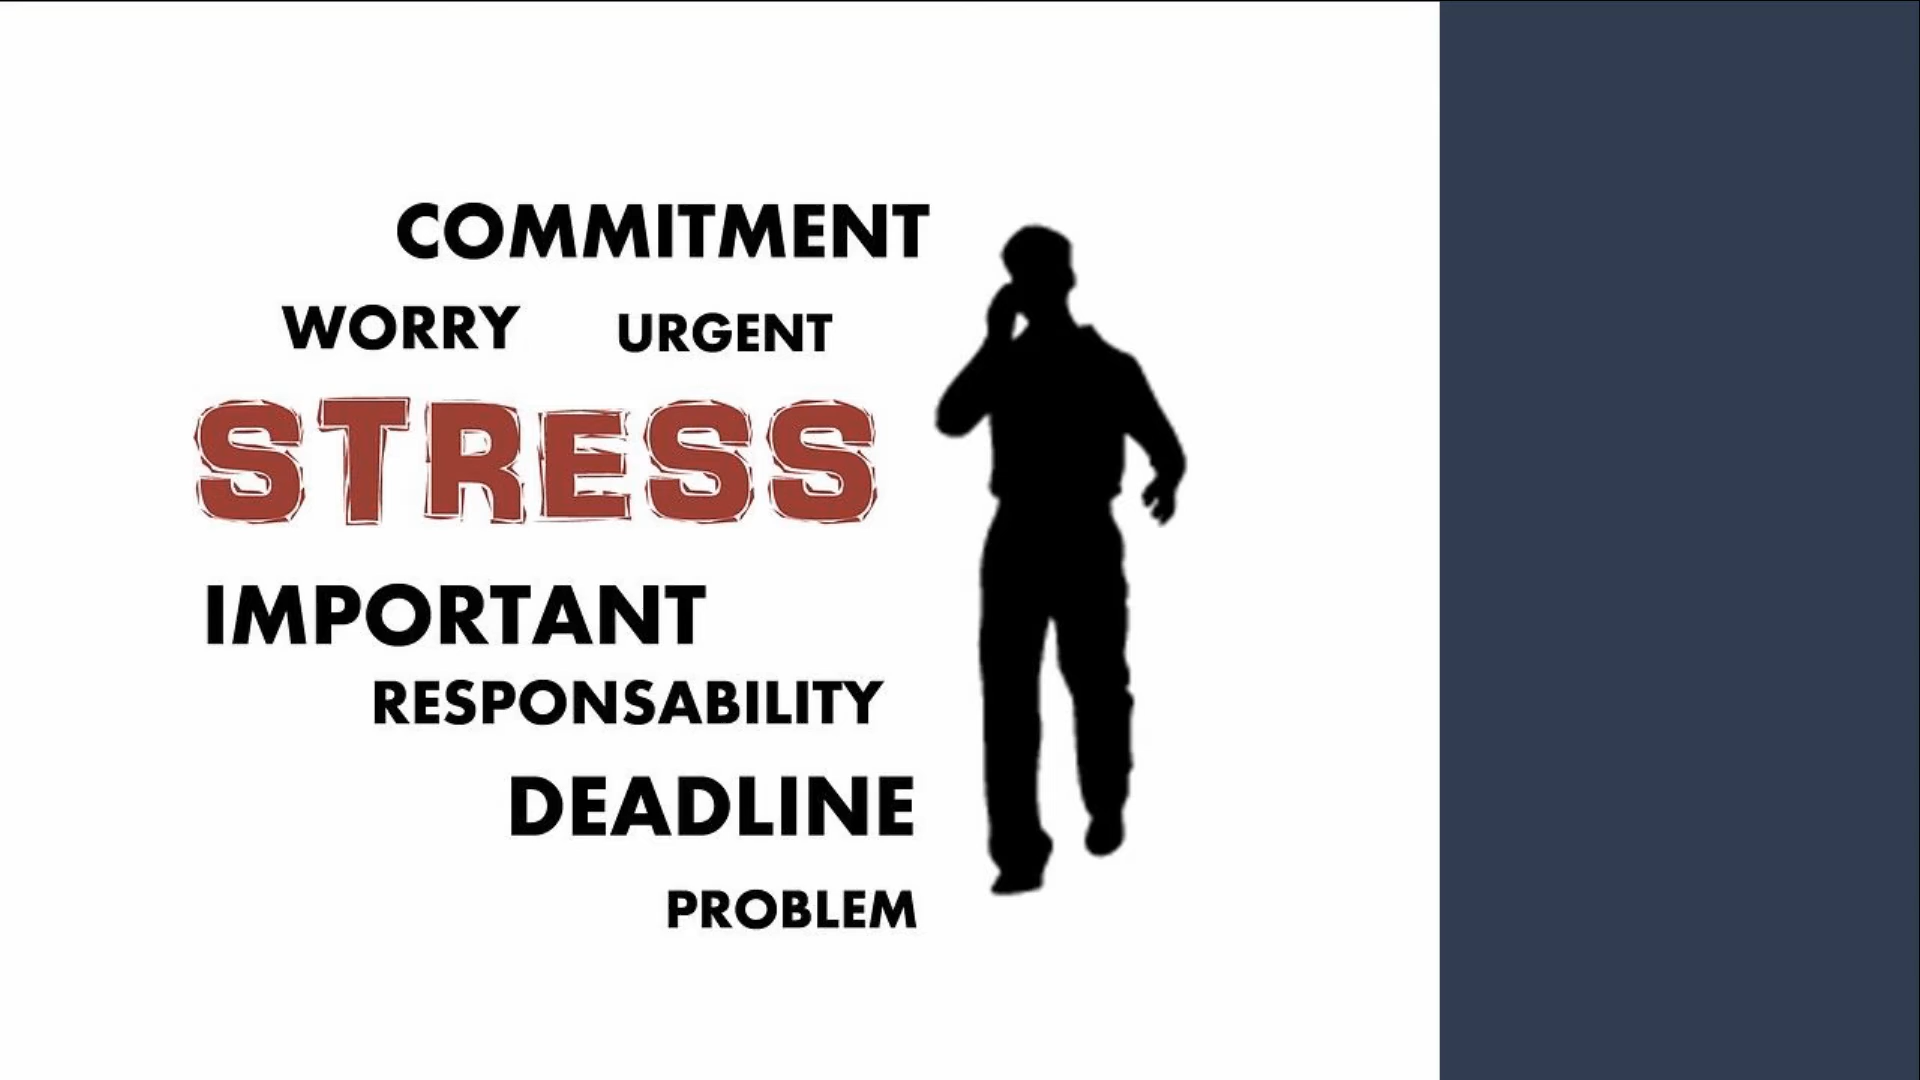 COMMITMENT
WORRY URGENT
STRESS
IMPORTANT
RESPONSABILITY
DEADLINE
PROBLEM